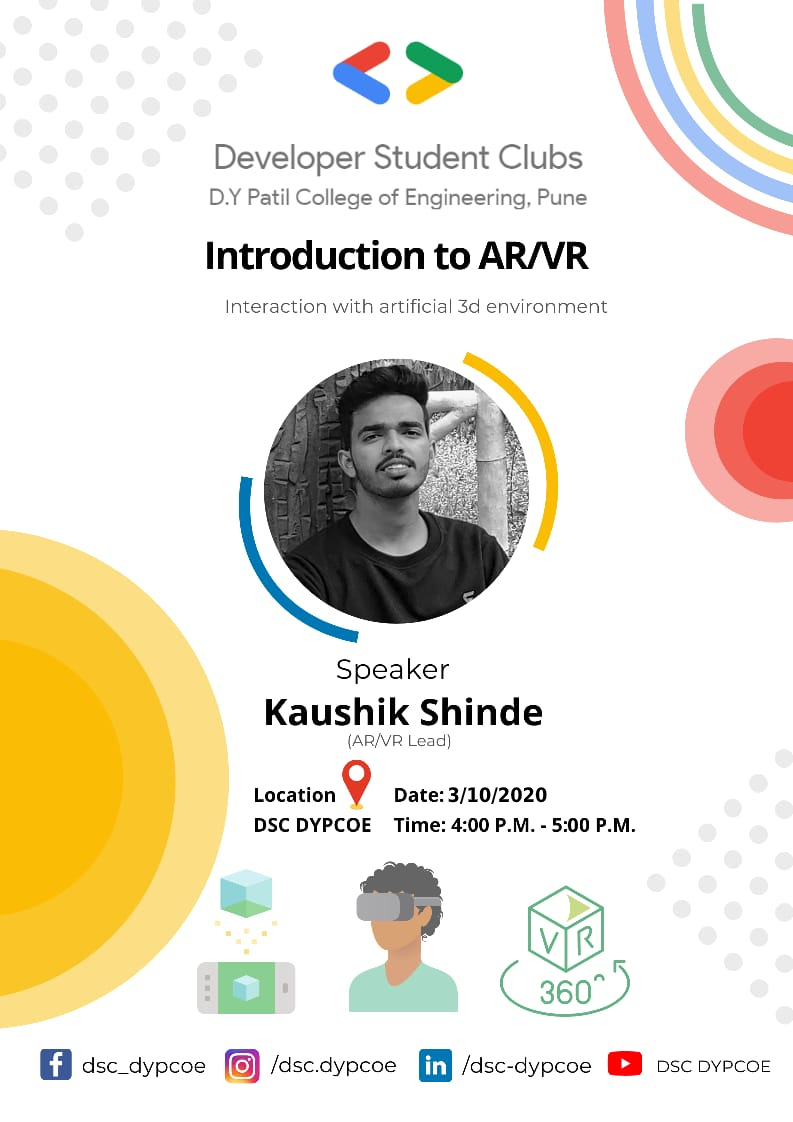 Developer Student Clubs
D.Y Patil College of Engineering, Pune
Introduction to AR/VR
Interaction with artificial 3d environment
Speaker
Kaushik Shinde
(AR/VR Lead)
Location Date: 3/10/2020
DSC DYPCOE Time: 4:00 P.M. - 5:00 P.M.
VR
360°
dsc_dypcoe /dsc.dypcoe /dsc-dypcoe DSC DYPCOE